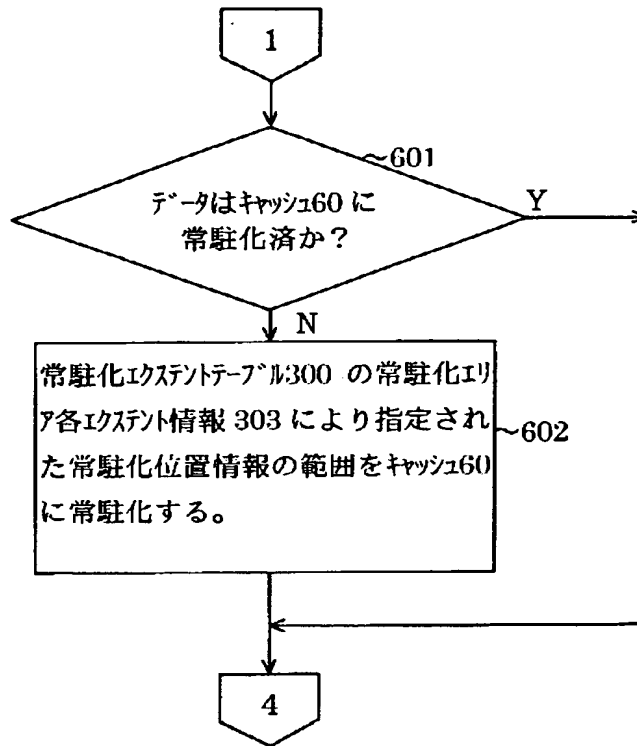 1
~601
データはキャッシュ60 に
常駐化済か？
Y
N
常駐化エクステントテーブル300 の常駐化エリ
ア各エクステント情報 303 により指定され
た常駐化位置情報の範囲をキャッシュ60
に常駐化する。
~602
4